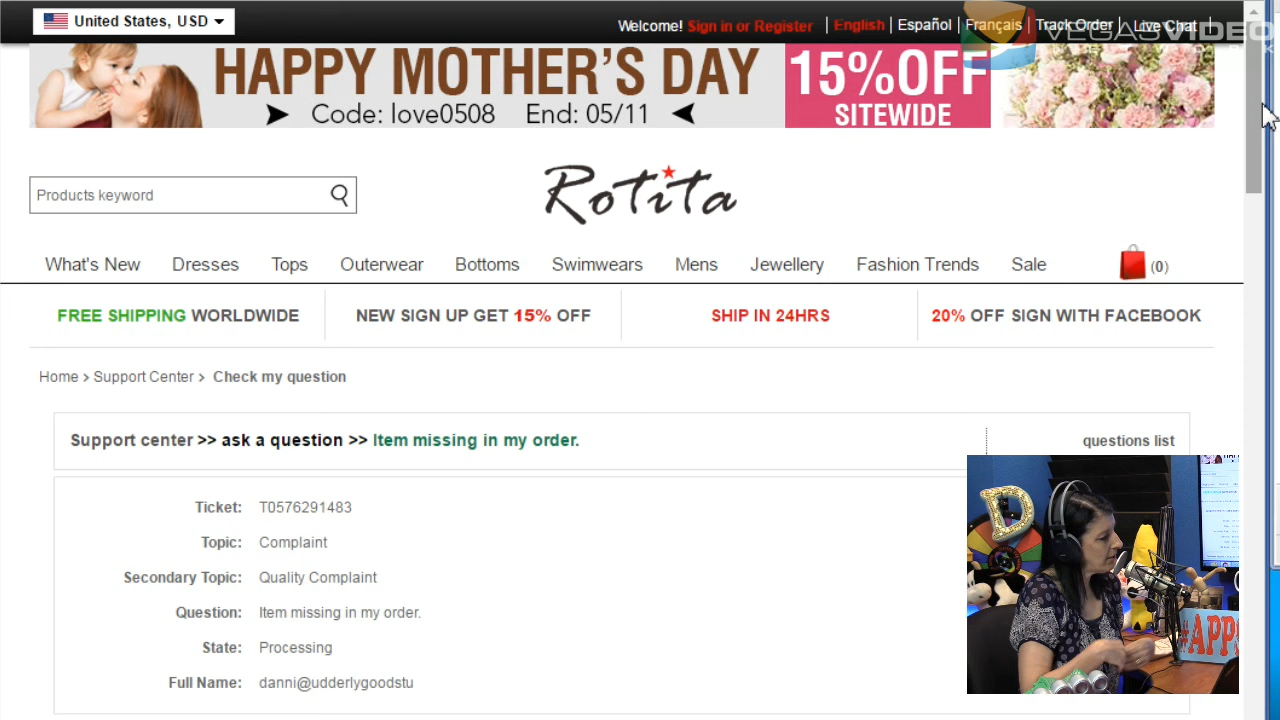 United States, USD
Welcome! Sign in or Register | English | Español | Français | Track Order | Live Chat
VEGASVIDEO
HAPPY MOTHER'S DAY
Code: love0508 End: 05/11
15%OFF
SITEWIDE
Products keyword
Rotita
What's New Dresses Tops Outerwear Bottoms Swimwears Mens Jewellery Fashion Trends Sale (0)
FREE SHIPPING WORLDWIDE NEW SIGN UP GET 15% OFF SHIP IN 24HRS 20% OFF SIGN WITH FACEBOOK
Home > Support Center > Check my question
Support center >> ask a question >> Item missing in my order. questions list
Ticket: T0576291483
Topic: Complaint
Secondary Topic: Quality Complaint
Question: Item missing in my order.
State: Processing
Full Name: danni@udderlygoodstu
D
#APPS